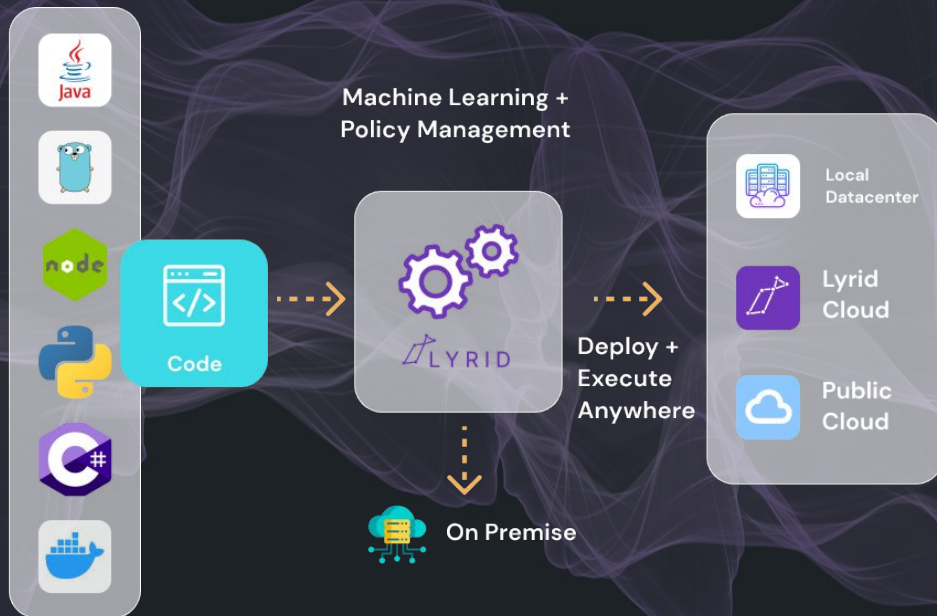 Java
node
C#
Code
Machine Learning +
Policy Management
LYRID
Deploy +
Execute
Anywhere
On Premise
Local
Datacenter
Lyrid
Cloud
Public
Cloud